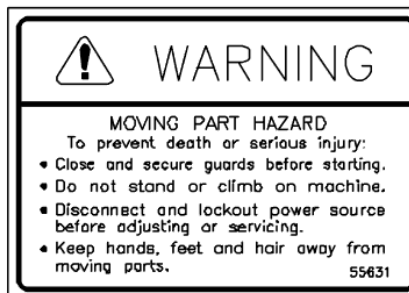 WARNING
MOVING PART HAZARD
To prevent death or serious injury:
• Close and secure guards before starting.
• Do not stand or climb on machine.
• Disconnect and lockout power source
before adjusting or servicing.
• Keep hands, feet and hair away from
moving parts.
55631